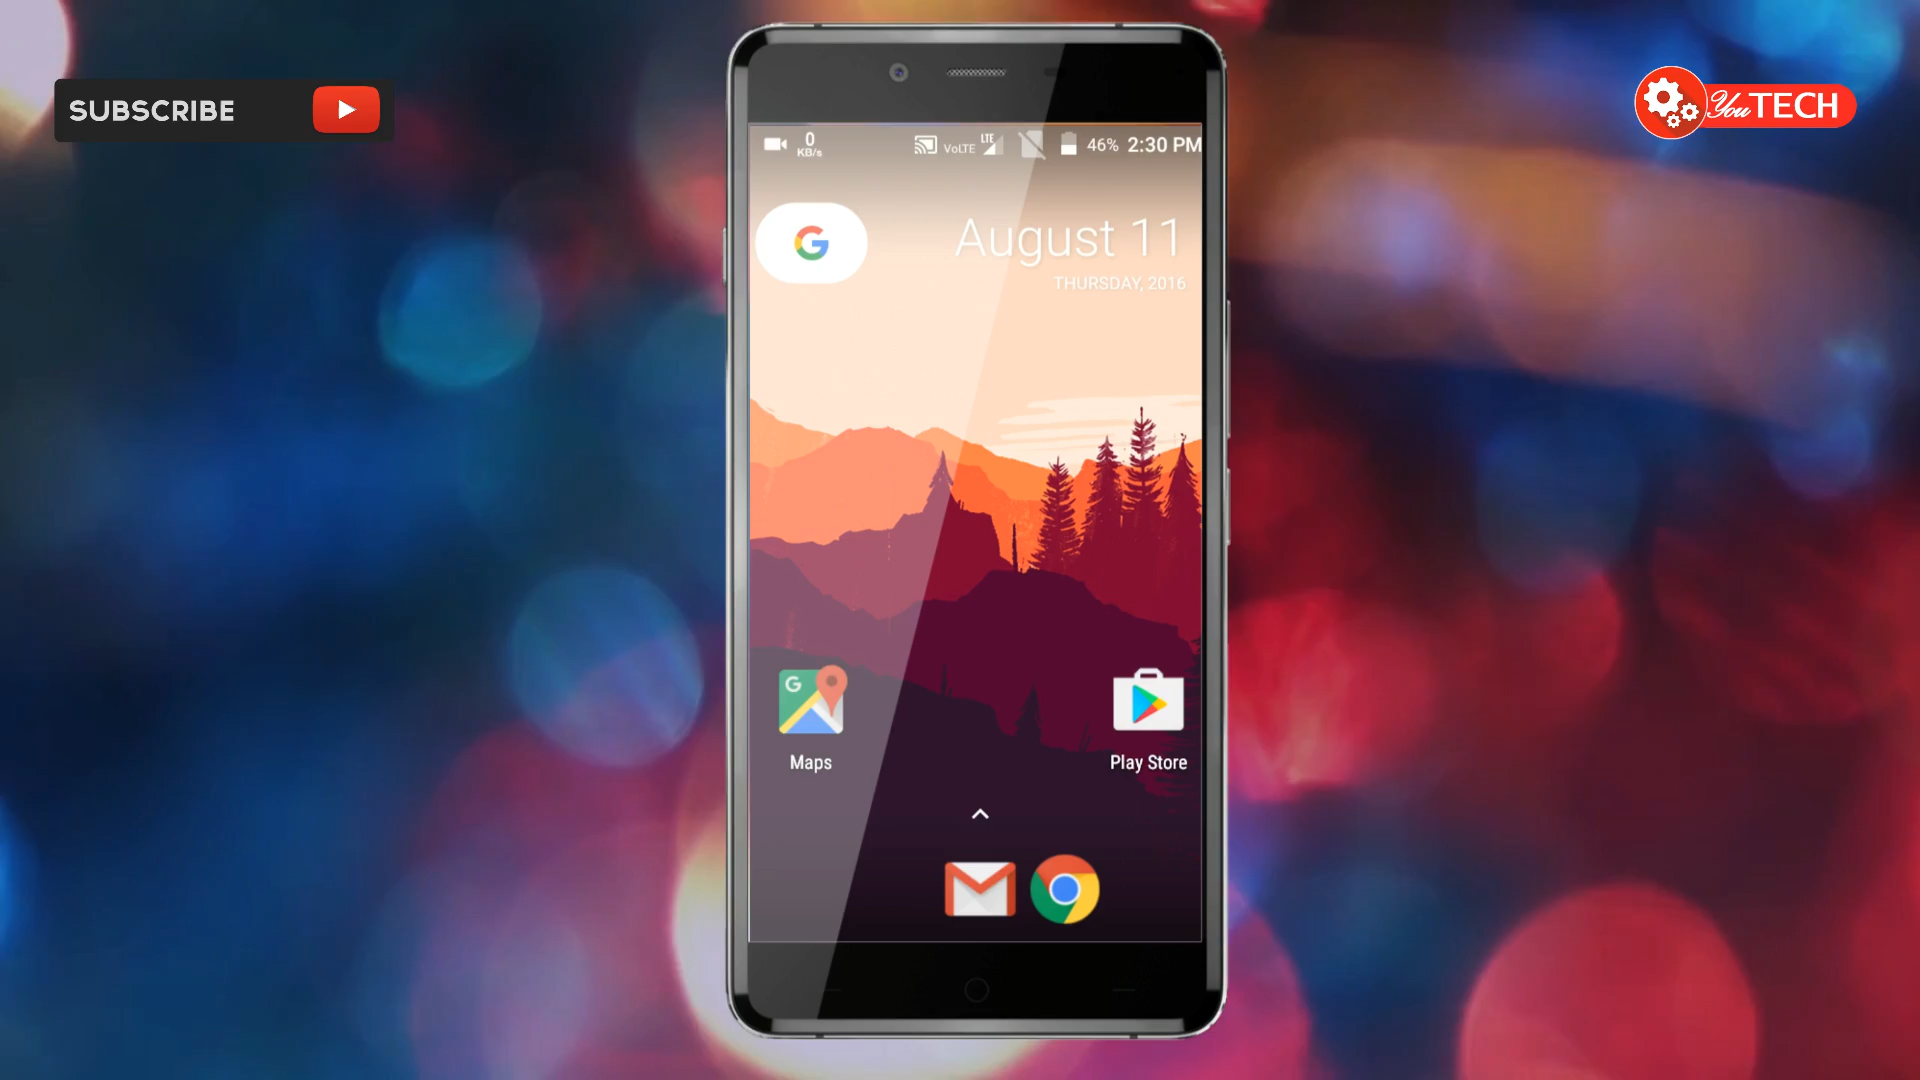 SUBSCRIBE
YouTECH
0
KB/s
VoLTE
LTE
46%
2:30 PM
G
August 11
THURSDAY, 2016
G
Maps
Play Store